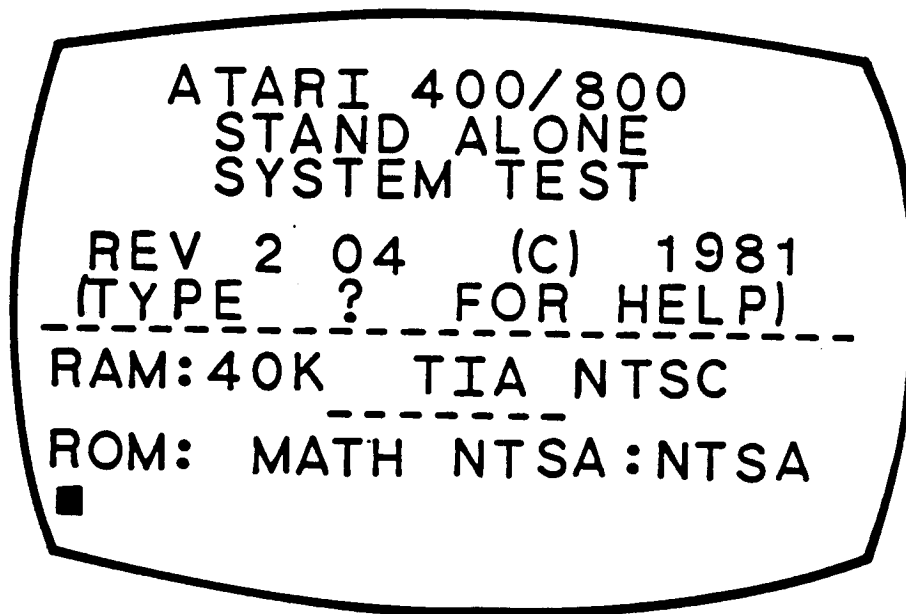 ATARI 400/800
STAND ALONE
SYSTEM TEST
REV 2 04 (C) 1981
(TYPE ? FOR HELP)
-----------------------
RAM:40K TIA NTSC
-------
ROM: MATH NTSA:NTSA